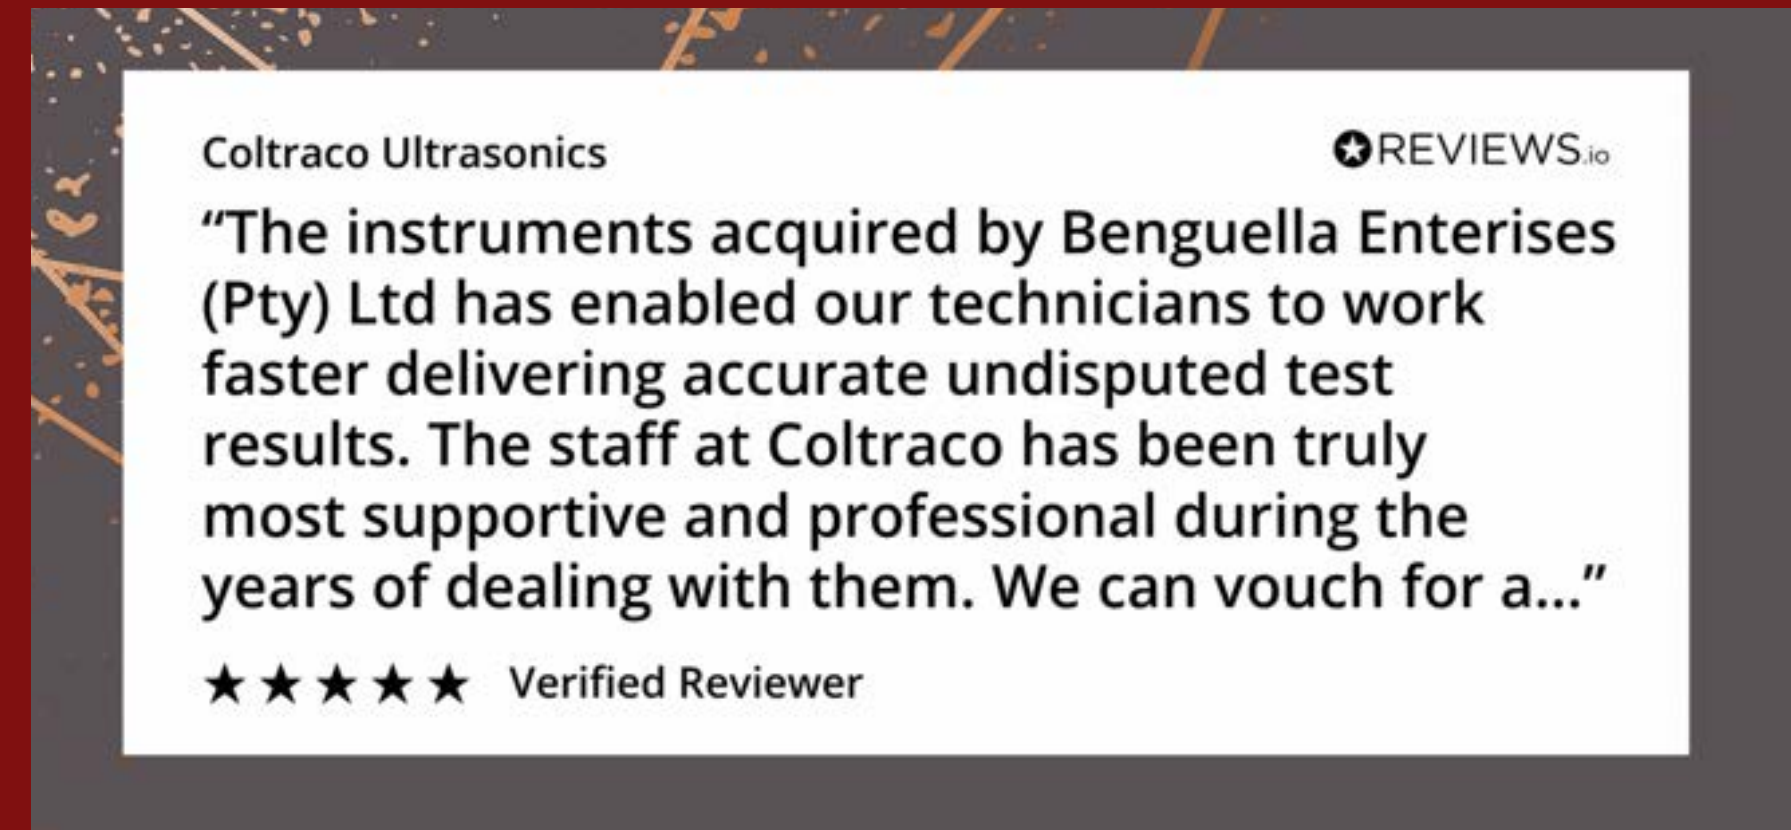 Coltraco Ultrasonics
REVIEWS.io
“The instruments acquired by Benguella Enterises
(Pty) Ltd has enabled our technicians to work
faster delivering accurate undisputed test
results. The staff at Coltraco has been truly
most supportive and professional during the
years of dealing with them. We can vouch for a...”
★★★★★ Verified Reviewer